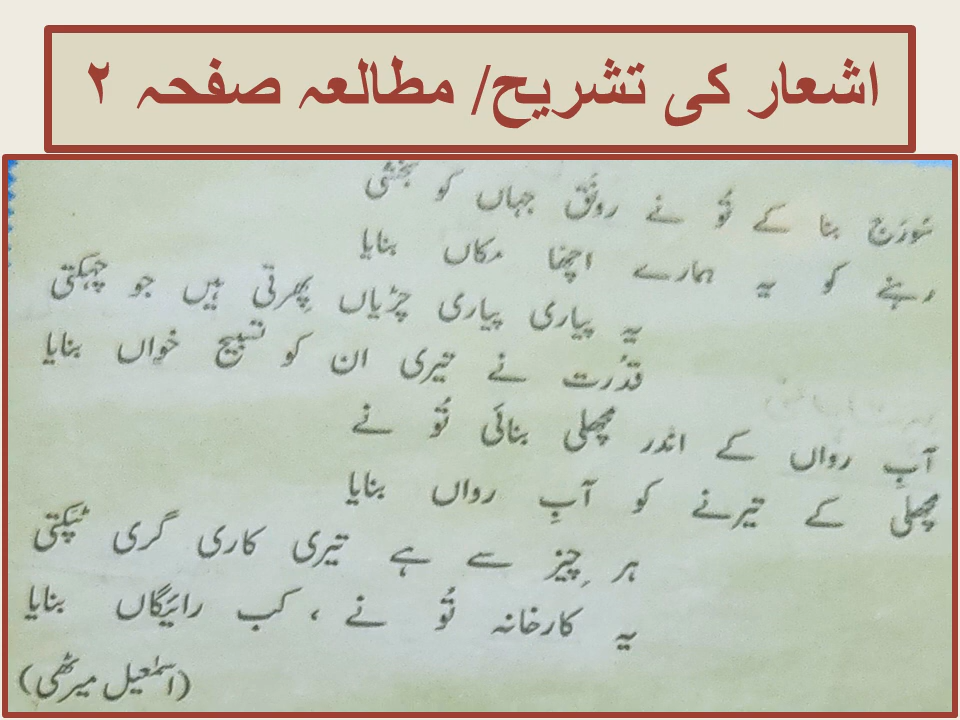 اشعار کی تشریح/ مطالعہ صفحہ ۲
سُورَج بنا کے تُو نے رونَق جہاں کو بخشی
رہنے کو یہ ہمارے اچھا مکاں بنایا
یہ پیاری پیاری چڑیاں پھرتی ہیں جو چہکتی
قُدرت نے تیری ان کو تسبیح خواں بنایا
آبِ رواں کے اندر مچھلی بنائی تُو نے
مچھلی کے تیرنے کو آبِ رواں بنایا
ہر چیز سے ہے تیری کاری گری ٹپکتی
یہ کارخانہ تُو نے ، کب رائیگاں بنایا
(اسمٰعیل میرٹھی)